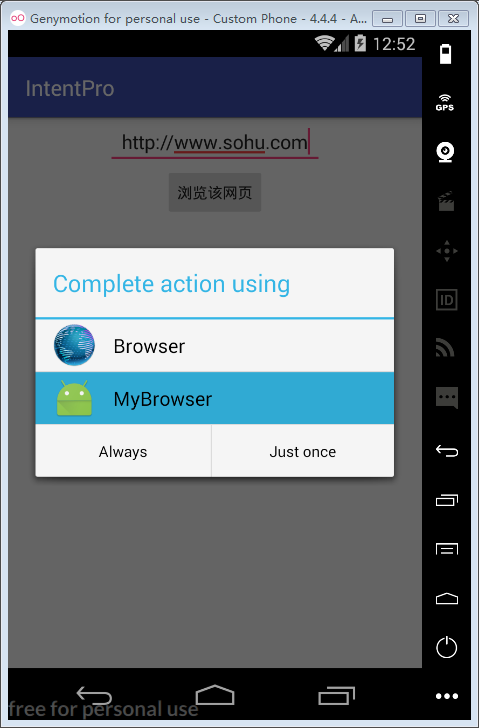 Genymotion for personal use - Custom Phone - 4.4.4 - A...
12:52
GPS
IntentPro
http://www.sohu.com
浏览该网页
Complete action using
Browser
MyBrowser
ID
Always
Just once
free for personal use